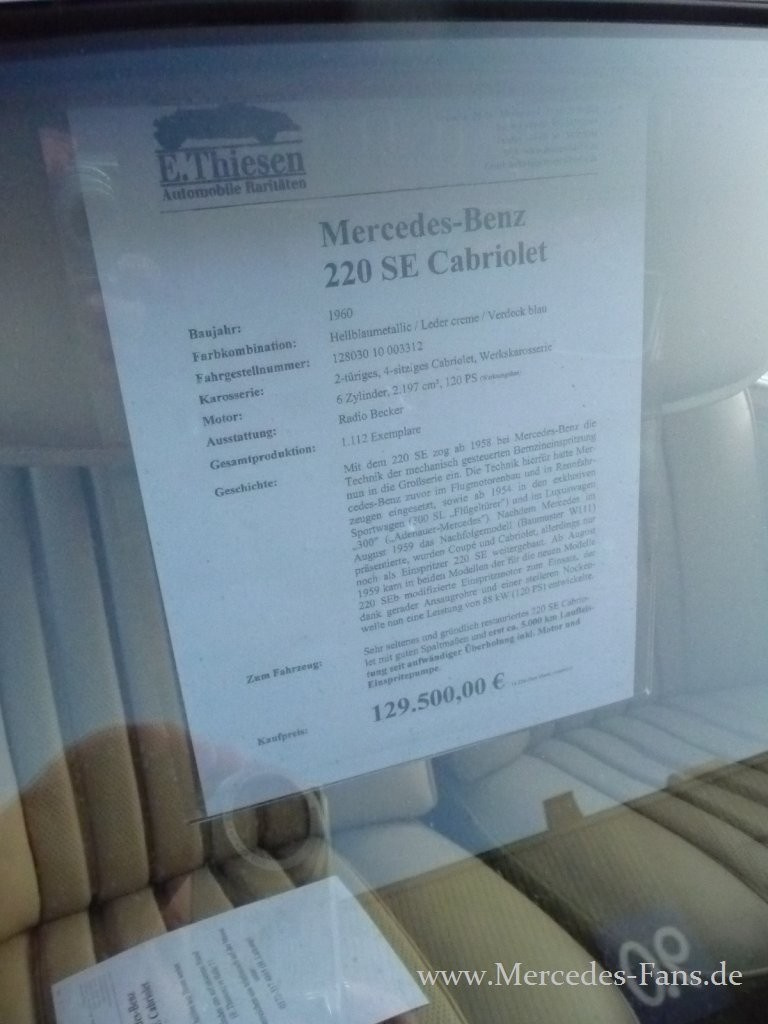 E.Thiesen
Automobile Raritäten
Mercedes-Benz
220 SE Cabriolet
Baujahr: 1960
Farbkombination: Hellblaumetallic / Leder creme / Verdeck blau
Fahrgestellnummer: 128030 10 003312
Karosserie: 2-türiges, 4-sitziges Cabriolet, Werkskarosserie
Motor: 6 Zylinder, 2.197 cm³, 120 PS
Ausstattung: Radio Becker
Gesamtproduktion: 1.112 Exemplare
Geschichte: Mit dem 220 SE zog ab 1958 bei Mercedes-Benz die
Technik der mechanisch gesteuerten Benzineinspritzung
nun in die Großserie ein. Die Technik hierfür hatte Mer-
cedes-Benz zuvor im Flugmotorenbau und in Rennfahr-
zeugen eingesetzt, sowie ab 1954 in den exklusiven
Sportwagen (300 SL „Flügeltürer") und im Luxuswagen
„300" („Adenauer-Mercedes"). Nachdem Mercedes im
August 1959 das Nachfolgemodell (Baumuster W111)
präsentierte, wurden Coupé und Cabriolet, allerdings nur
noch als Einspritzer 220 SE weitergebaut. Ab August
1959 kam in beiden Modellen der für die neuen Modelle
220 SEb modifizierte Einspritzmotor zum Einsatz, der
dank gerader Ansaugrohre und einer steileren Nocken-
welle nun eine Leistung von 88 kW (120 PS) entwickelte.
Zum Fahrzeug: Sehr seltenes und gründlich restauriertes 220 SE Cabrio-
let mit guten Spaltmaßen und erst ca. 5.000 km Laufleis-
tung seit aufwändiger Überholung inkl. Motor und
Einspritzpumpe.
Kaufpreis: 129.500,00 €
www.Mercedes-Fans.de